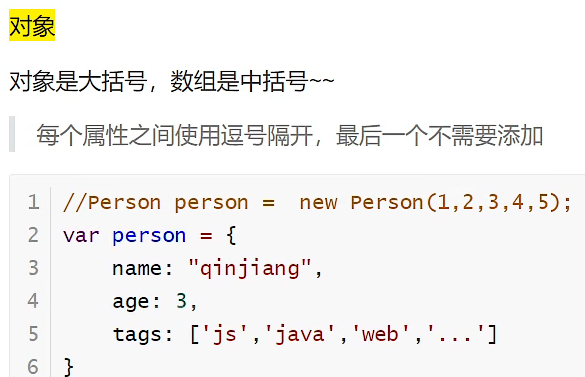 对象
对象是大括号，数组是中括号~~
每个属性之间使用逗号隔开，最后一个不需要添加
1 //Person person =  new Person(1,2,3,4,5);
2 var person = {
3     name: "qinjiang",
4     age: 3,
5     tags: ['js','java','web','...']
6 }